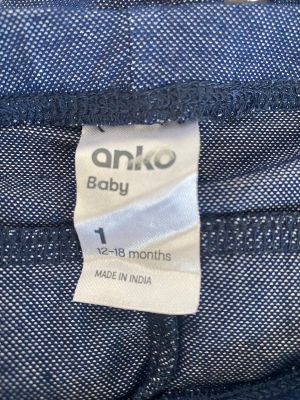 anko
Baby
1
12-18 months
MADE IN INDIA